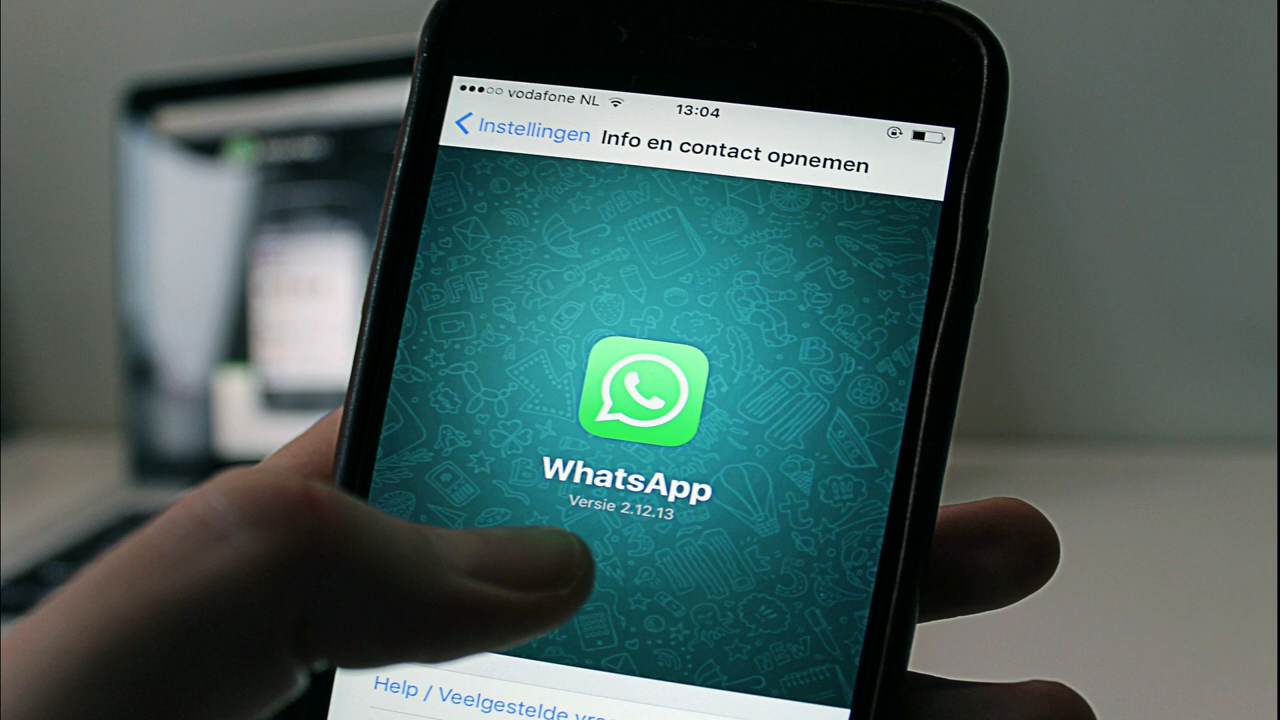 vodafone NL 13:04
Instellingen Info en contact opnemen
WhatsApp
Versie 2.12.13
Help / Veelgestelde